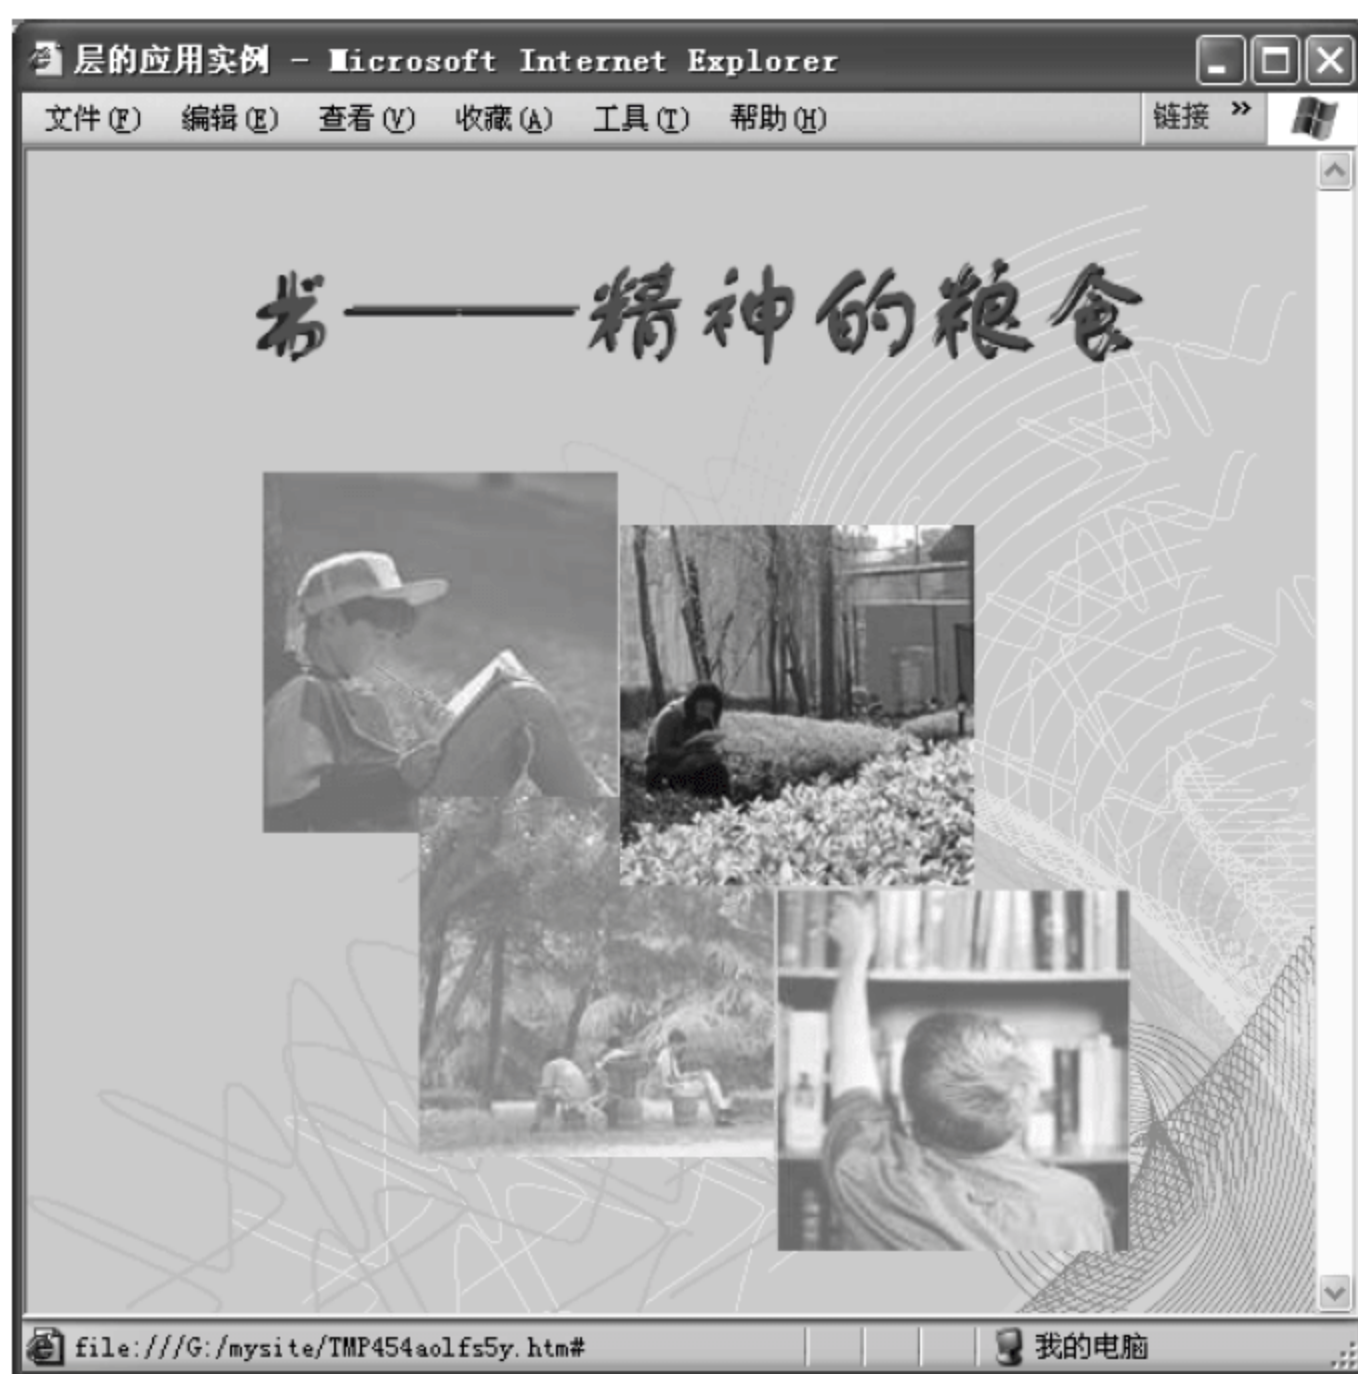 层的应用实例 - Microsoft Internet Explorer
文件(F) 编辑(E) 查看(V) 收藏(A) 工具(T) 帮助(H) 链接 »
书——精神的粮食
file:///G:/mysite/TMP454aolfs5y.htm# 我的电脑